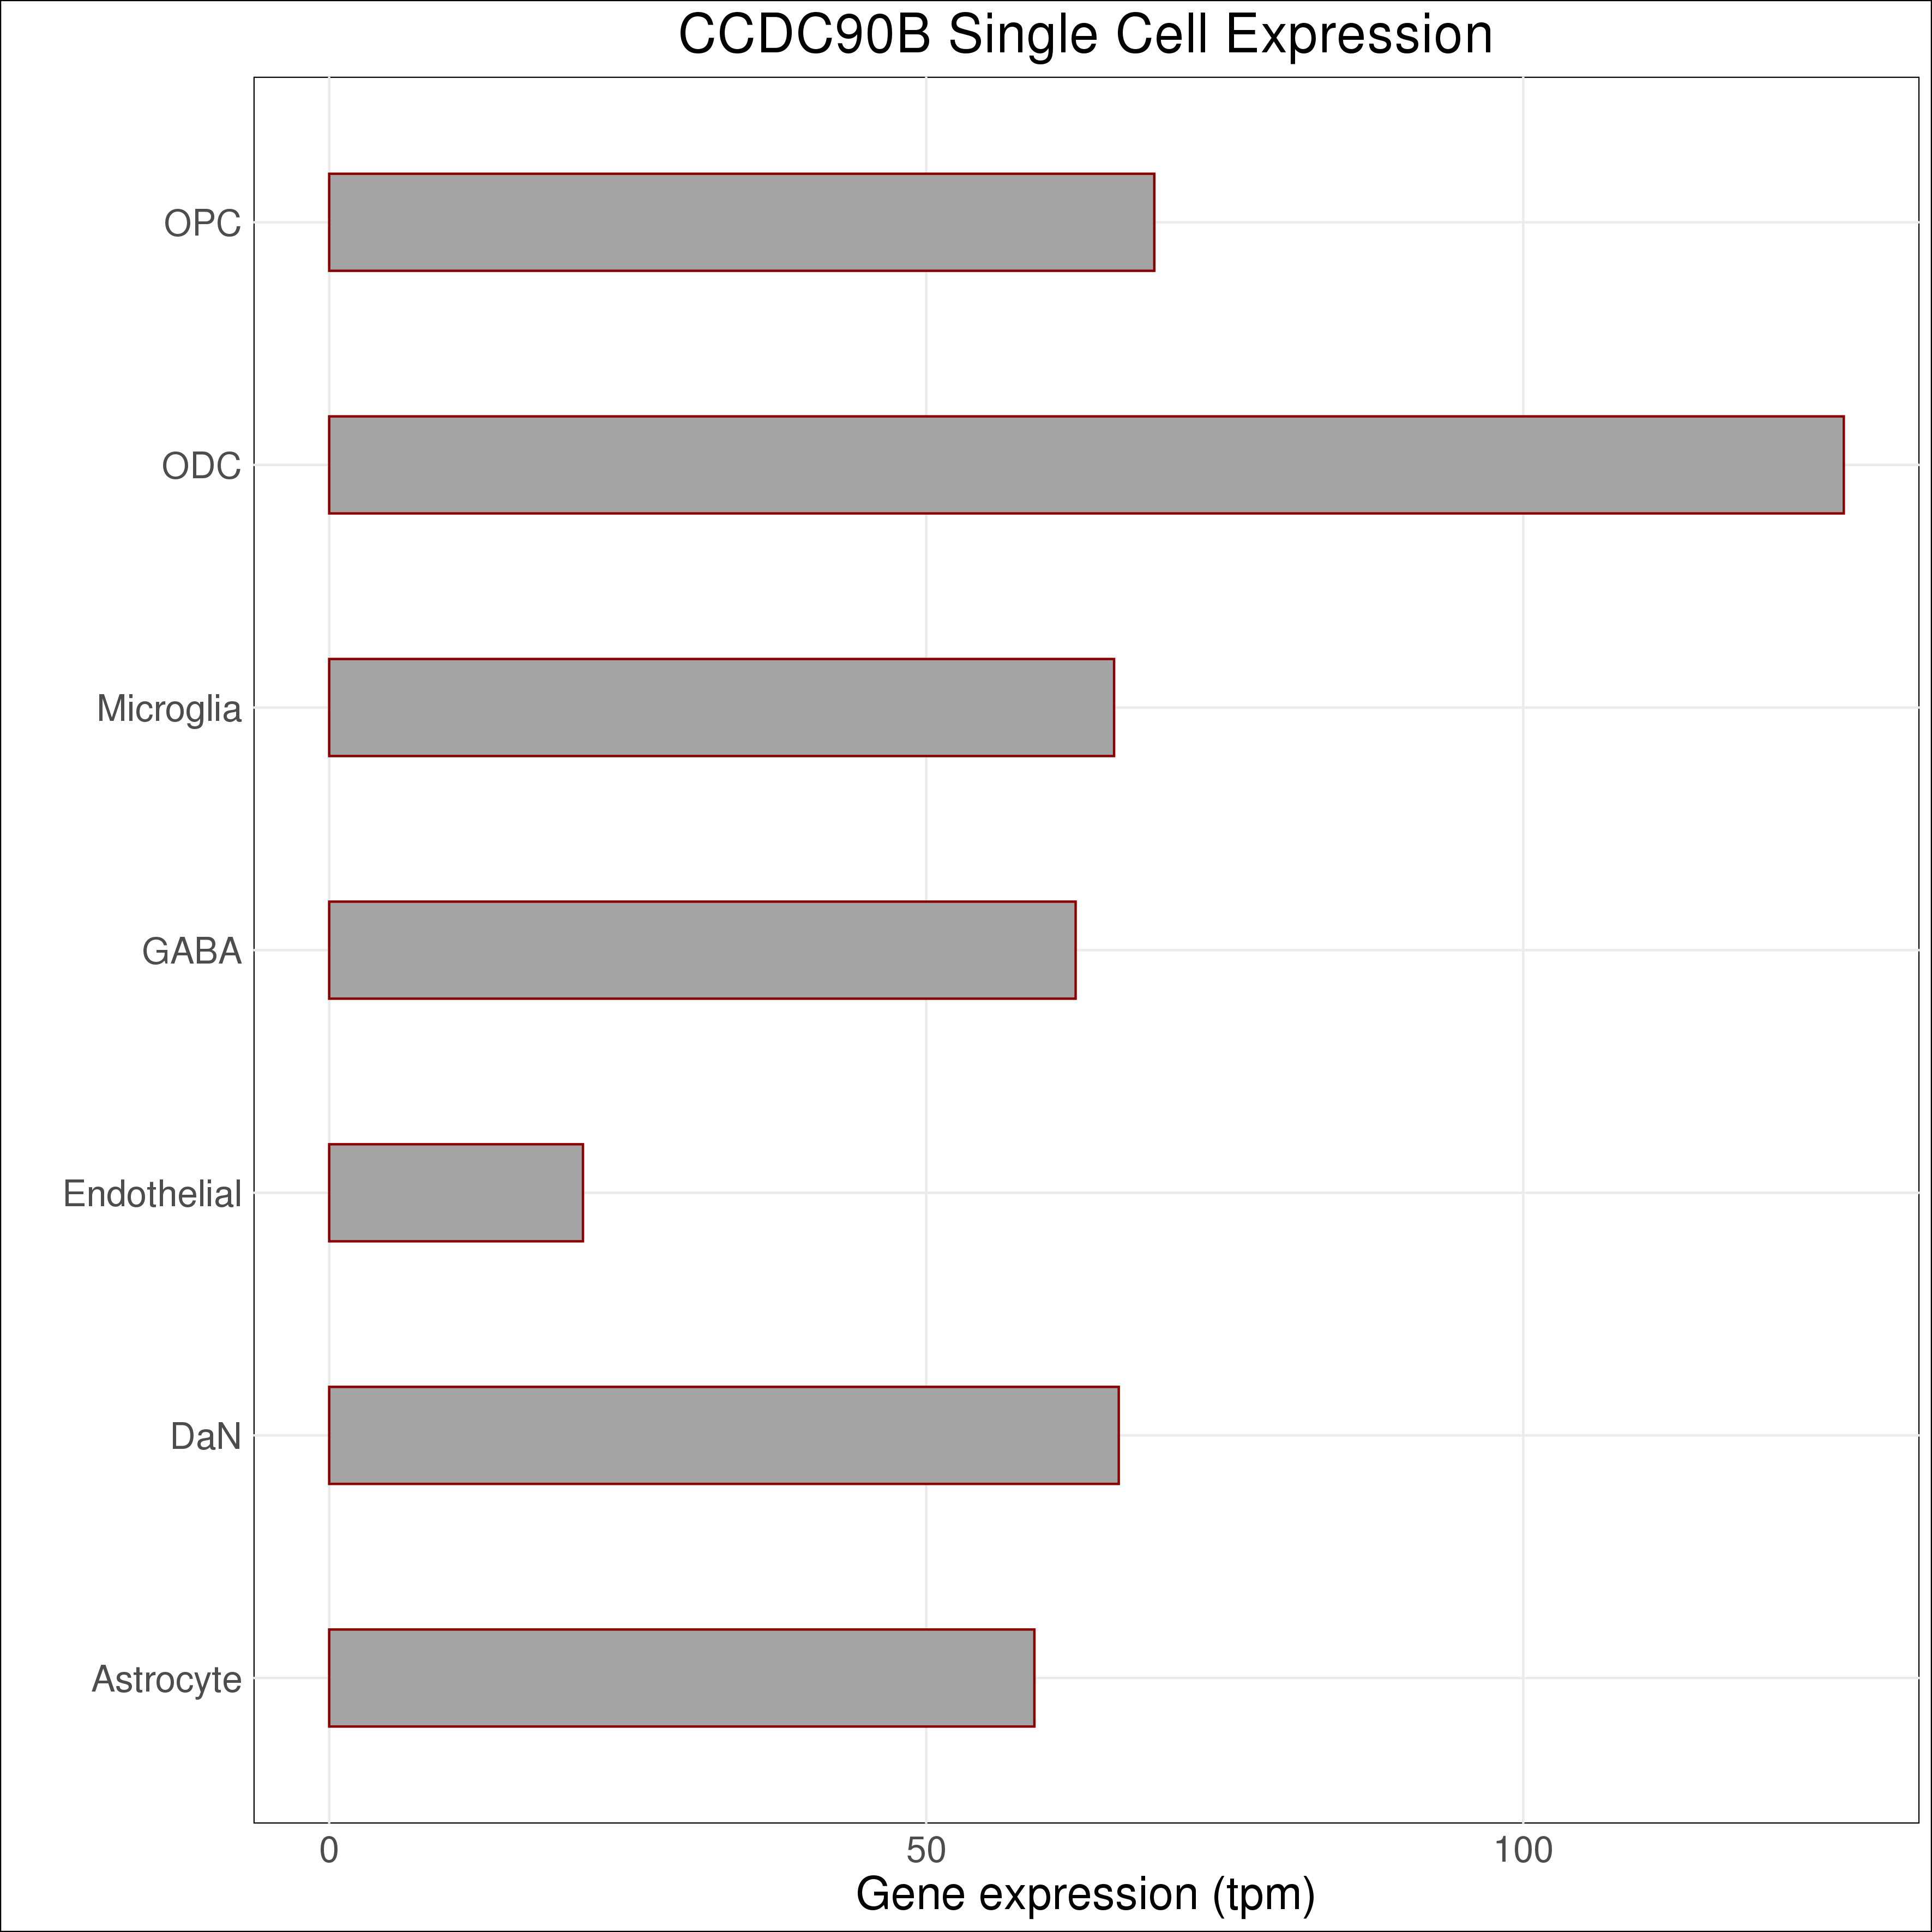 CCDC90B Single Cell Expression
OPC
ODC
Microglia
GABA
Endothelial
DaN
Astrocyte
0 50 100
Gene expression (tpm)